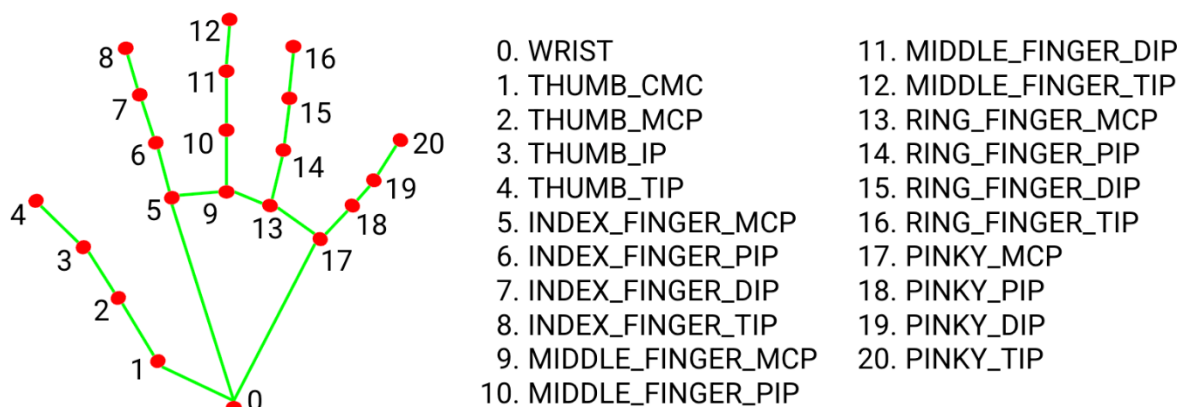 12
8
16
11
7
15
6
10
14
20
4
5
9
13
19
18
3
17
2
1
0
0. WRIST
1. THUMB_CMC
2. THUMB_MCP
3. THUMB_IP
4. THUMB_TIP
5. INDEX_FINGER_MCP
6. INDEX_FINGER_PIP
7. INDEX_FINGER_DIP
8. INDEX_FINGER_TIP
9. MIDDLE_FINGER_MCP
10. MIDDLE_FINGER_PIP
11. MIDDLE_FINGER_DIP
12. MIDDLE_FINGER_TIP
13. RING_FINGER_MCP
14. RING_FINGER_PIP
15. RING_FINGER_DIP
16. RING_FINGER_TIP
17. PINKY_MCP
18. PINKY_PIP
19. PINKY_DIP
20. PINKY_TIP